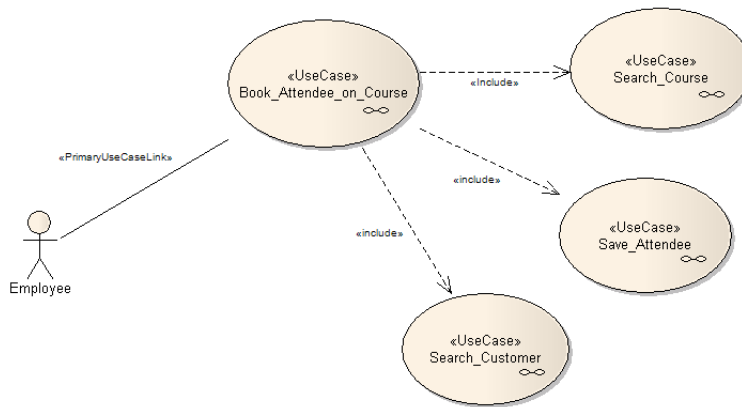 «UseCase»
Book_Attendee_on_Course
«Include»
«UseCase»
Search_Course
«PrimaryUseCaseLink»
«include»
«UseCase»
Save_Attendee
«include»
Employee
«UseCase»
Search_Customer